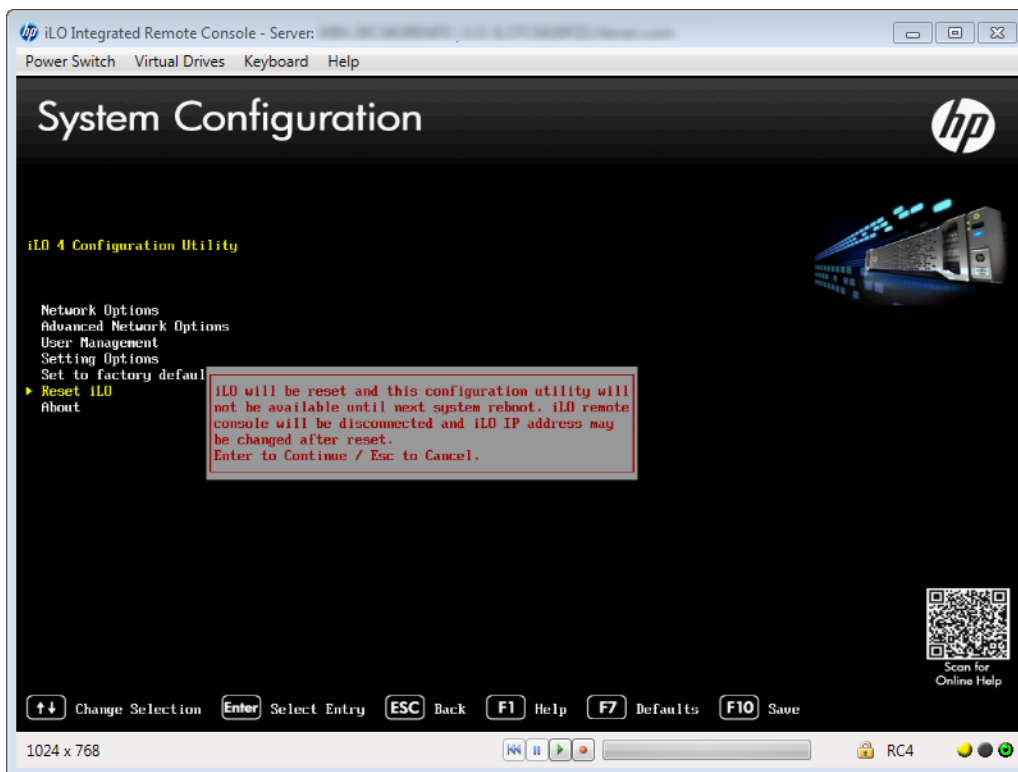 iLO Integrated Remote Console - Server:
Power Switch Virtual Drives Keyboard Help
System Configuration
hp
iLO 4 Configuration Utility
Network Options
Advanced Network Options
User Management
Setting Options
Set to factory defaul
Reset iLO
About
iLO will be reset and this configuration utility will
not be available until next system reboot. iLO remote
console will be disconnected and iLO IP address may
be changed after reset.
Enter to Continue / Esc to Cancel.
Scan for
Online Help
↑↓ Change Selection Enter Select Entry ESC Back F1 Help F7 Defaults F10 Save
1024 x 768 RC4